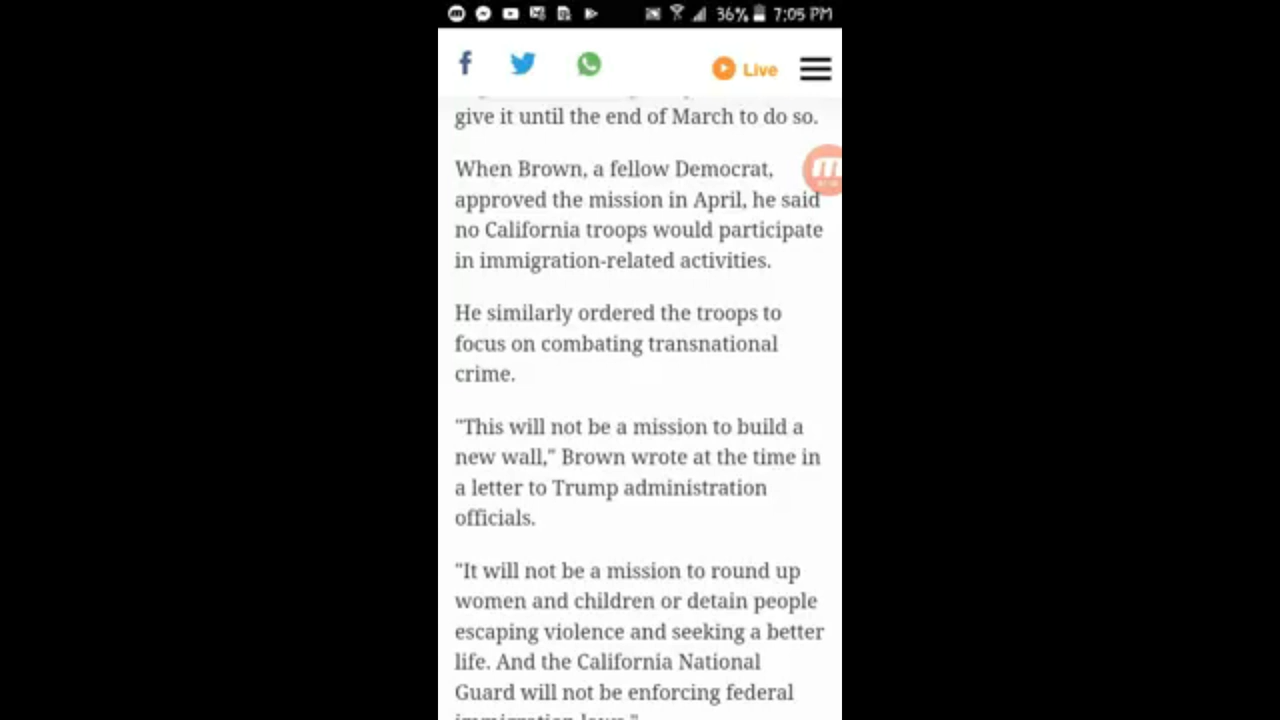 36% 7:05 PM
Live
give it until the end of March to do so.
When Brown, a fellow Democrat,
approved the mission in April, he said
no California troops would participate
in immigration-related activities.
He similarly ordered the troops to
focus on combating transnational
crime.
"This will not be a mission to build a
new wall," Brown wrote at the time in
a letter to Trump administration
officials.
"It will not be a mission to round up
women and children or detain people
escaping violence and seeking a better
life. And the California National
Guard will not be enforcing federal